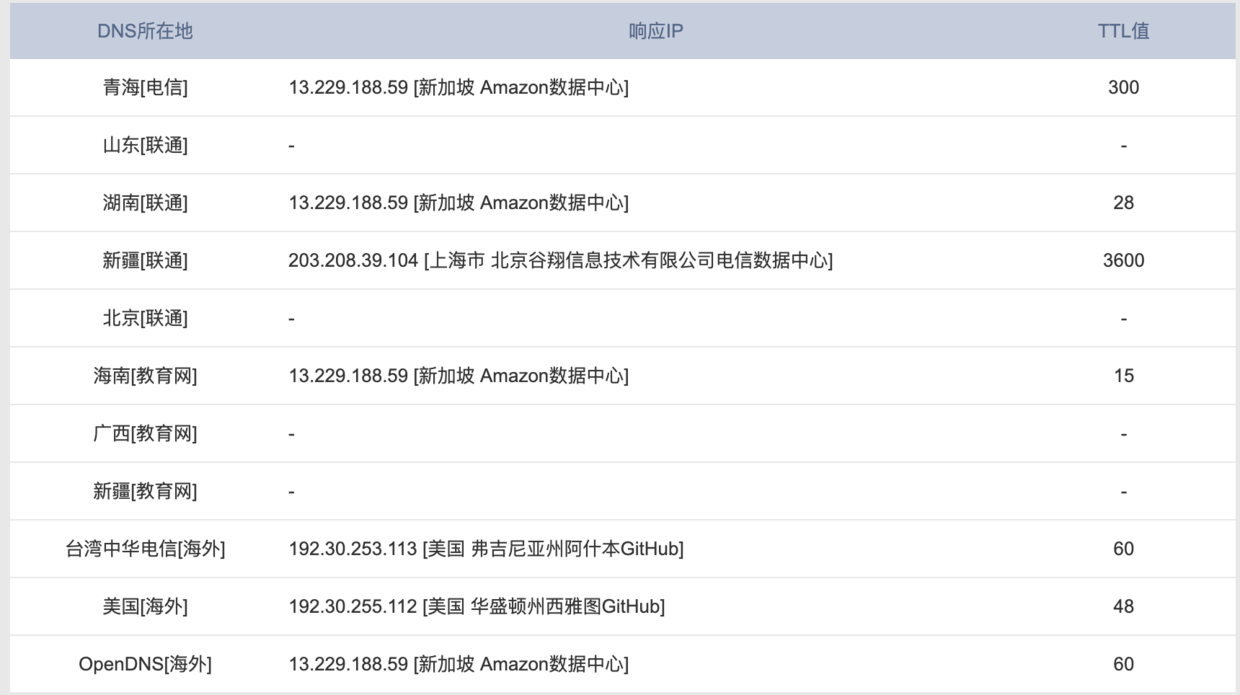 DNS所在地 响应IP TTL值
青海[电信] 13.229.188.59 [新加坡 Amazon数据中心] 300
山东[联通] - -
湖南[联通] 13.229.188.59 [新加坡 Amazon数据中心] 28
新疆[联通] 203.208.39.104 [上海市 北京谷翔信息技术有限公司电信数据中心] 3600
北京[联通] - -
海南[教育网] 13.229.188.59 [新加坡 Amazon数据中心] 15
广西[教育网] - -
新疆[教育网] - -
台湾中华电信[海外] 192.30.253.113 [美国 弗吉尼亚州阿什本GitHub] 60
美国[海外] 192.30.255.112 [美国 华盛顿州西雅图GitHub] 48
OpenDNS[海外] 13.229.188.59 [新加坡 Amazon数据中心] 60